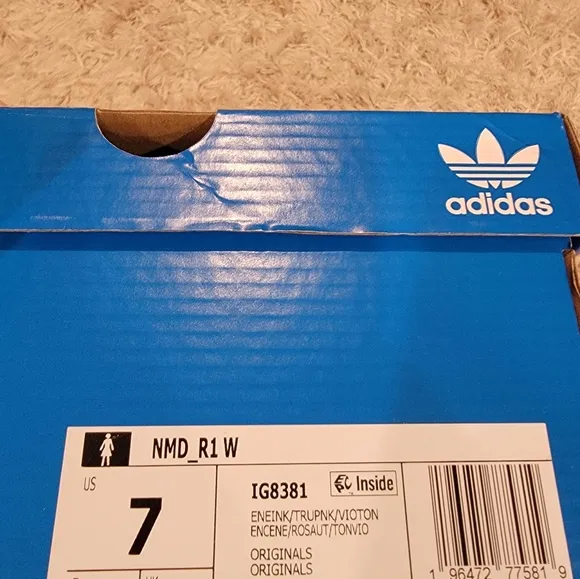 adidas
NMD_R1 W
US
7
IG8381
Inside
ENEINK/TRUPNK/VIOTON
ENCENE/ROSAUT/TONVIO
ORIGINALS
ORIGINALS
1 96472 77581 9